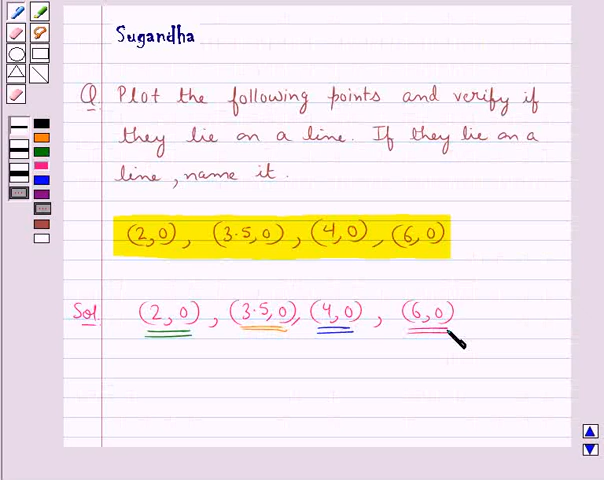 Sugandha
Q. Plot the following points and verify if
they lie on a line. If they lie on a
line, name it.
(2,0), (3.5,0), (4,0), (6,0)
Sol. (2,0), (3.5,0), (4,0), (6,0)